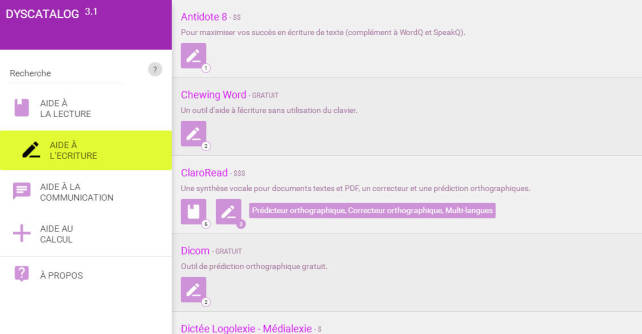 DYSCATALOG 3.1
Recherche
?
AIDE À
LA LECTURE
AIDE À
L'ECRITURE
AIDE À LA
COMMUNICATION
AIDE AU
CALCUL
À PROPOS
Antidote 8 - $$
Pour maximiser vos succès en écriture de texte (complément à WordQ et SpeakQ).
1
Chewing Word - GRATUIT
Un outil d'aide à l'écriture sans utilisation du clavier.
2
ClaroRead - $$$
Une synthèse vocale pour documents textes et PDF, un correcteur et une prédiction orthographiques.
6 3 Prédicteur orthographique, Correcteur orthographique, Multi-langues
Dicom - GRATUIT
Outil de prédiction orthographique gratuit.
2
Dictée Logolexie - Médialexie - $